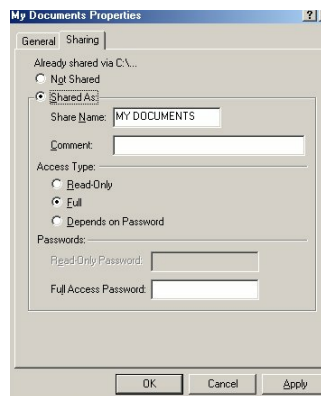 My Documents Properties
General Sharing
Already shared via C:\...
Not Shared
Shared As:
Share Name: MY DOCUMENTS
Comment:
Access Type:
Read-Only
Full
Depends on Password
Passwords:
Read-Only Password:
Full Access Password:
OK Cancel Apply